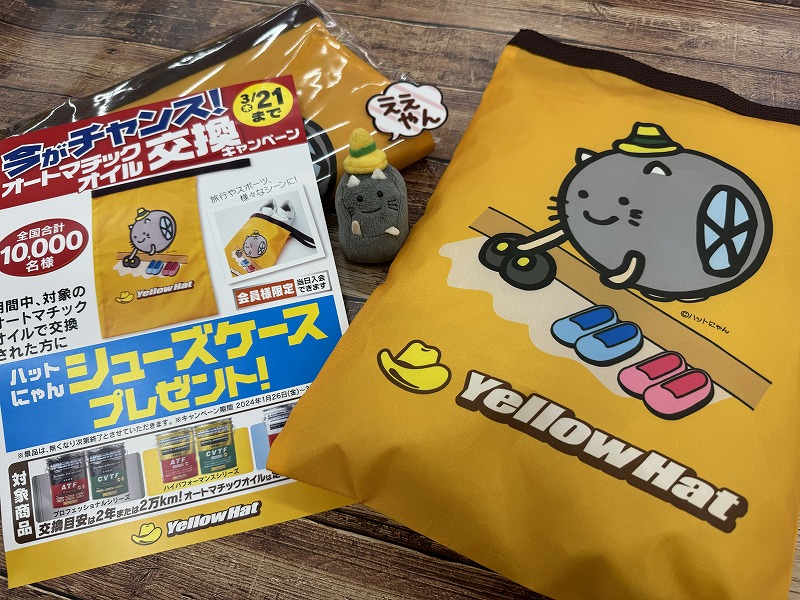 今がチャンス!
3/21
木
まで
オートマチック
オイル
交換
キャンペーン
全国合計
10,000
名様
旅行やスポーツ、
様々なシーンに!
YellowHat
会員様限定
当日入会
できます
期間中、対象の
オートマチック
オイルで交換
された方に
ハット
にゃん
シューズケース
プレゼント!
※景品は、無くなり次第終了とさせていただきます。※キャンペーン期間 2024年1月26日(金)~
対象商品
ATF
CVTF
プロフェッショナルシリーズ
ATF
CVTF
ハイパフォーマンスシリーズ
交換目安は2年または2万km!オートマチックオイルは
YellowHat
ええ
やん
©ハットにゃん
YellowHat